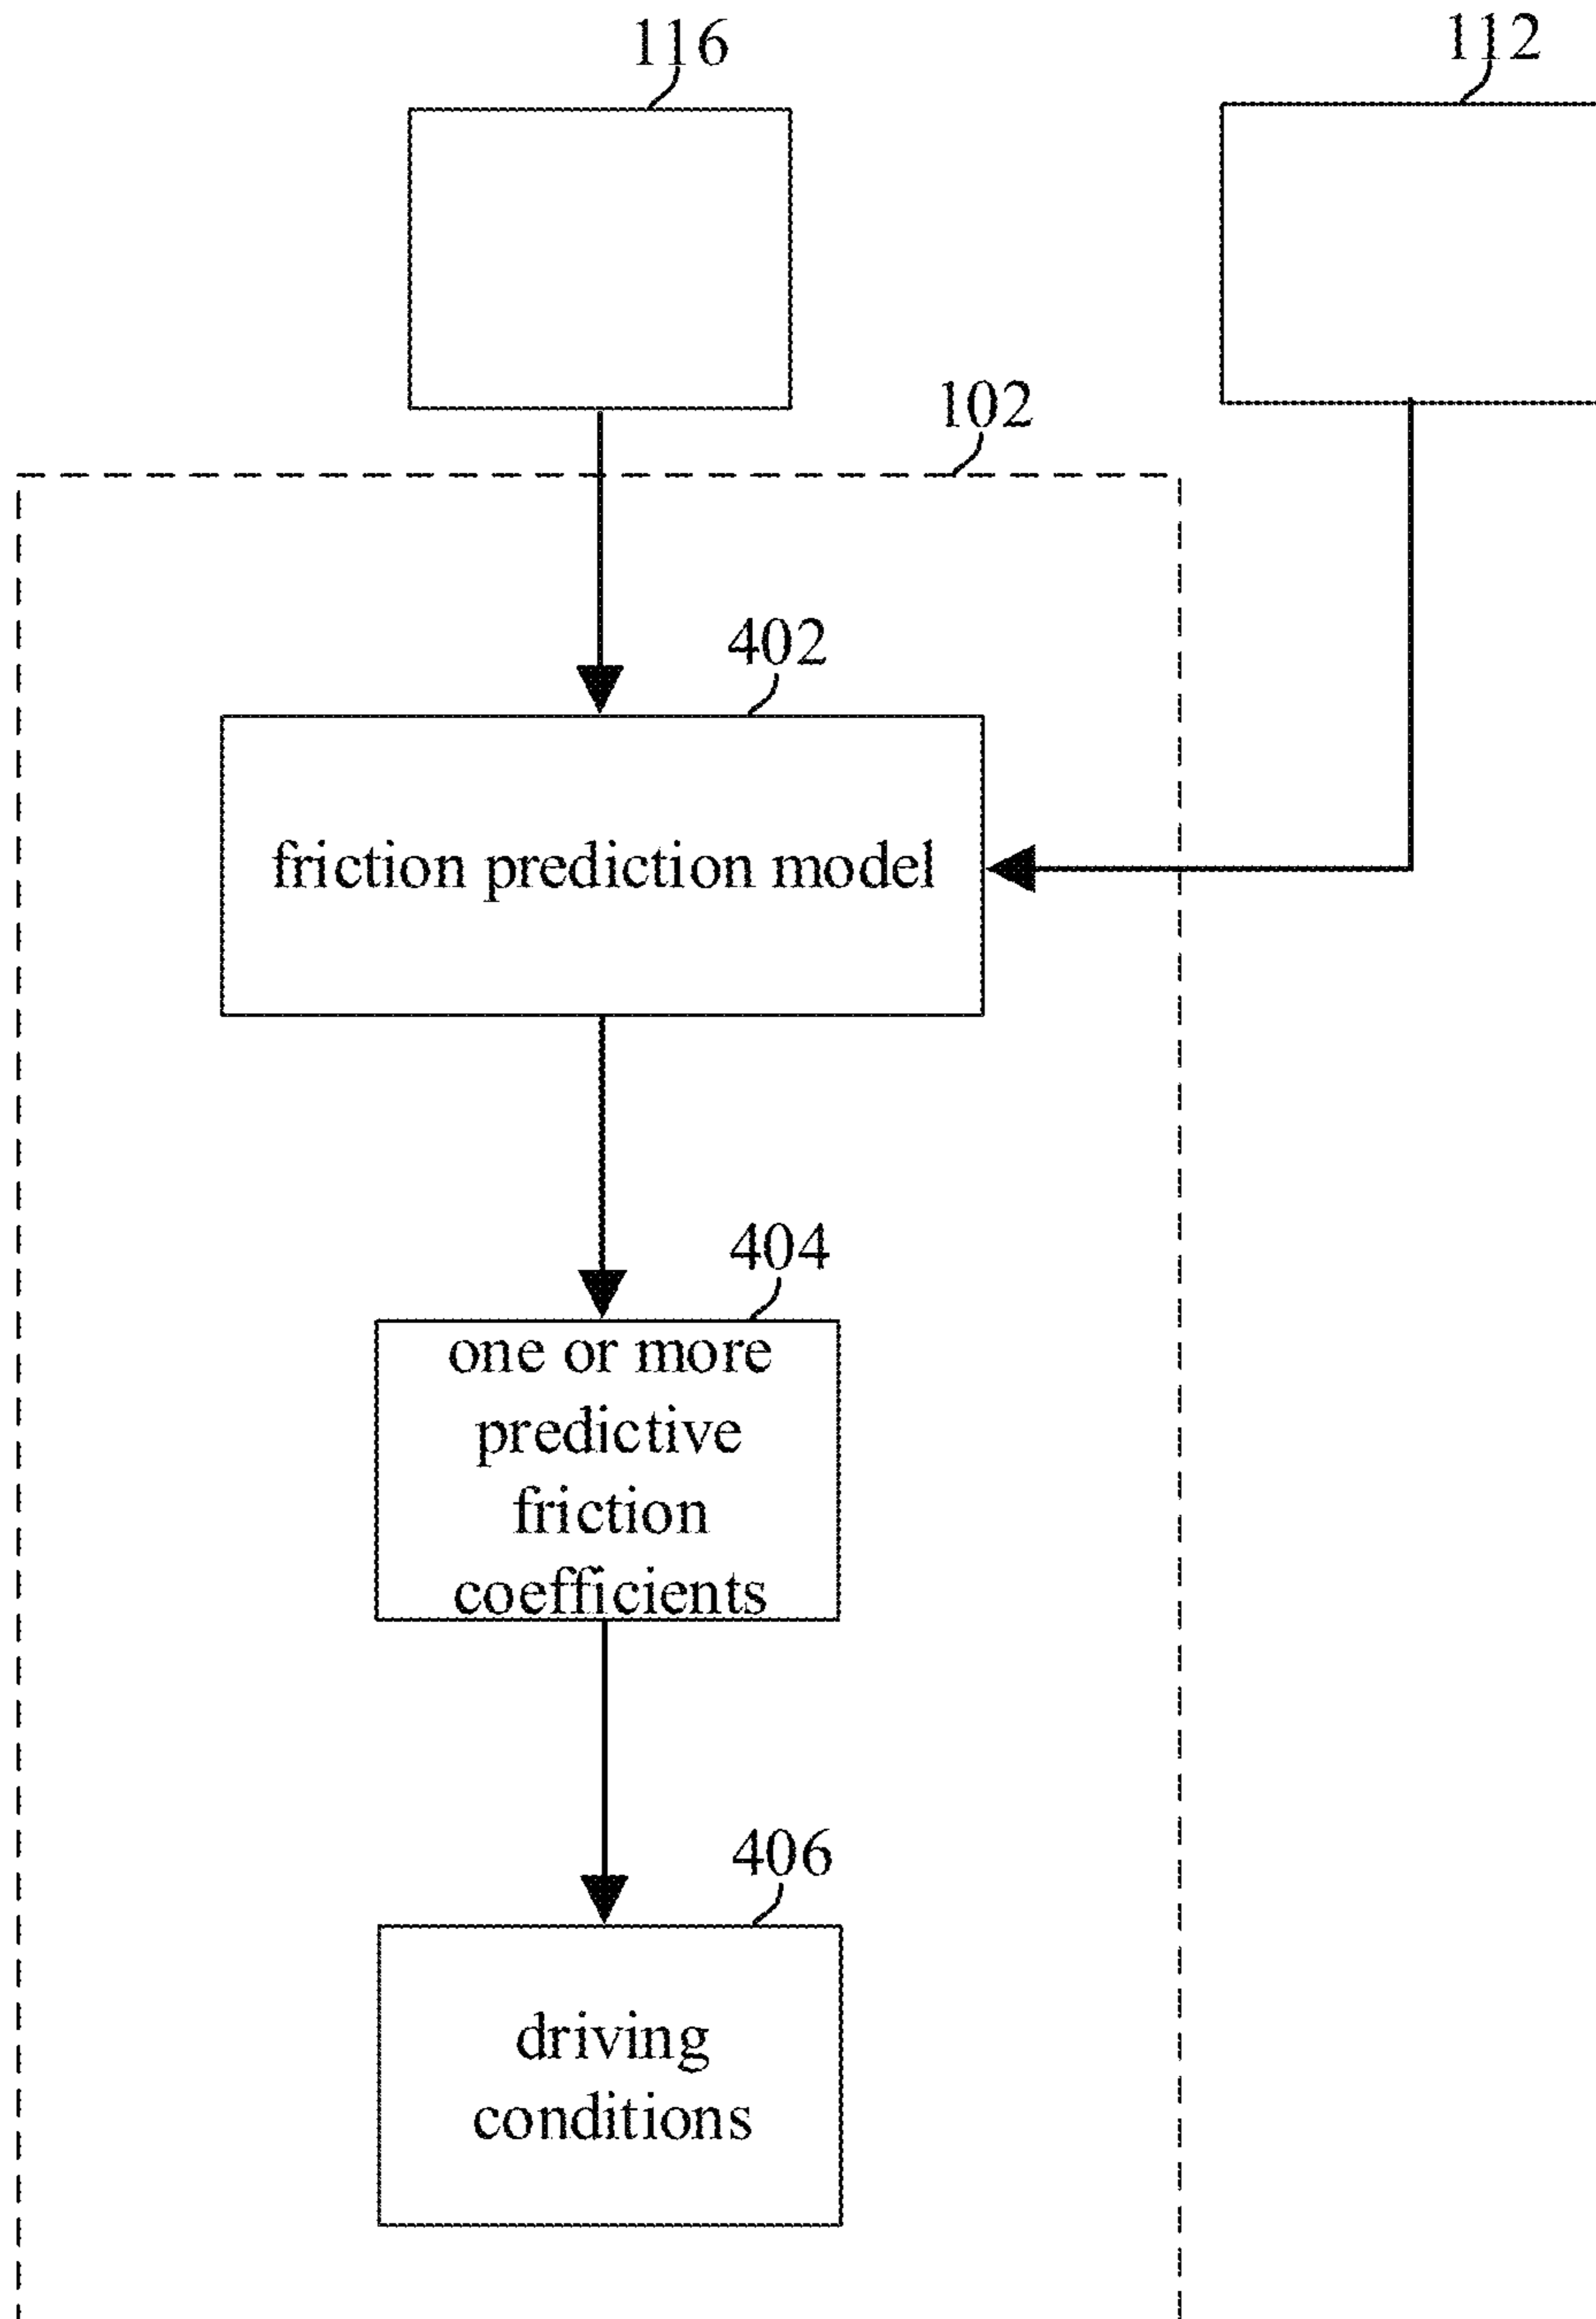 116
112
102
402
friction prediction model
404
one or more
predictive
friction
coefficients
406
driving
conditions